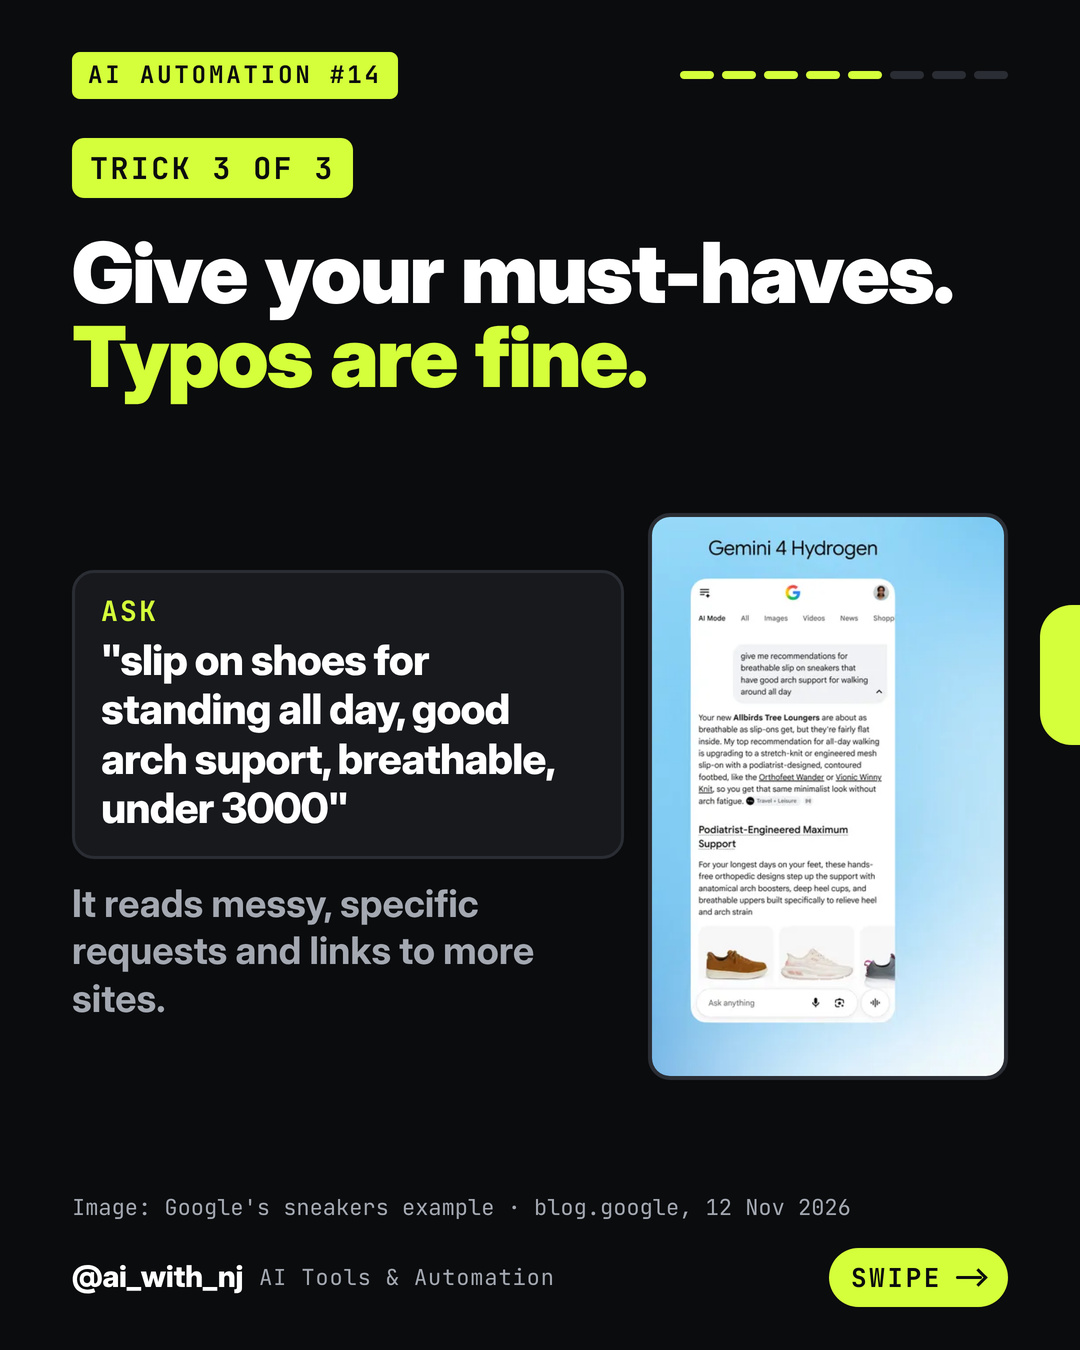 AI AUTOMATION #14
TRICK 3 OF 3
Give your must-haves.
Typos are fine.
ASK
"slip on shoes for
standing all day, good
arch suport, breathable,
under 3000"
It reads messy, specific
requests and links to more
sites.
Gemini 4 Hydrogen
AI Mode All Images Videos News Shopp
give me recommendations for
breathable slip on sneakers that
have good arch support for walking
around all day
Your new Allbirds Tree Loungers are about as
breathable as slip-ons get, but they're fairly flat
inside. My top recommendation for all-day walking
is upgrading to a stretch-knit or engineered mesh
slip-on with a podiatrist-designed, contoured
footbed, like the Orthofeet Wander or Vionic Winny
Knit, so you get that same minimalist look without
arch fatigue. Travel + Leisure
Podiatrist-Engineered Maximum
Support
For your longest days on your feet, these hands-
free orthopedic designs step up the support with
anatomical arch boosters, deep heel cups, and
breathable uppers built specifically to relieve heel
and arch strain
Ask anything
Image: Google's sneakers example · blog.google, 12 Nov 2026
@ai_with_nj AI Tools & Automation
SWIPE →